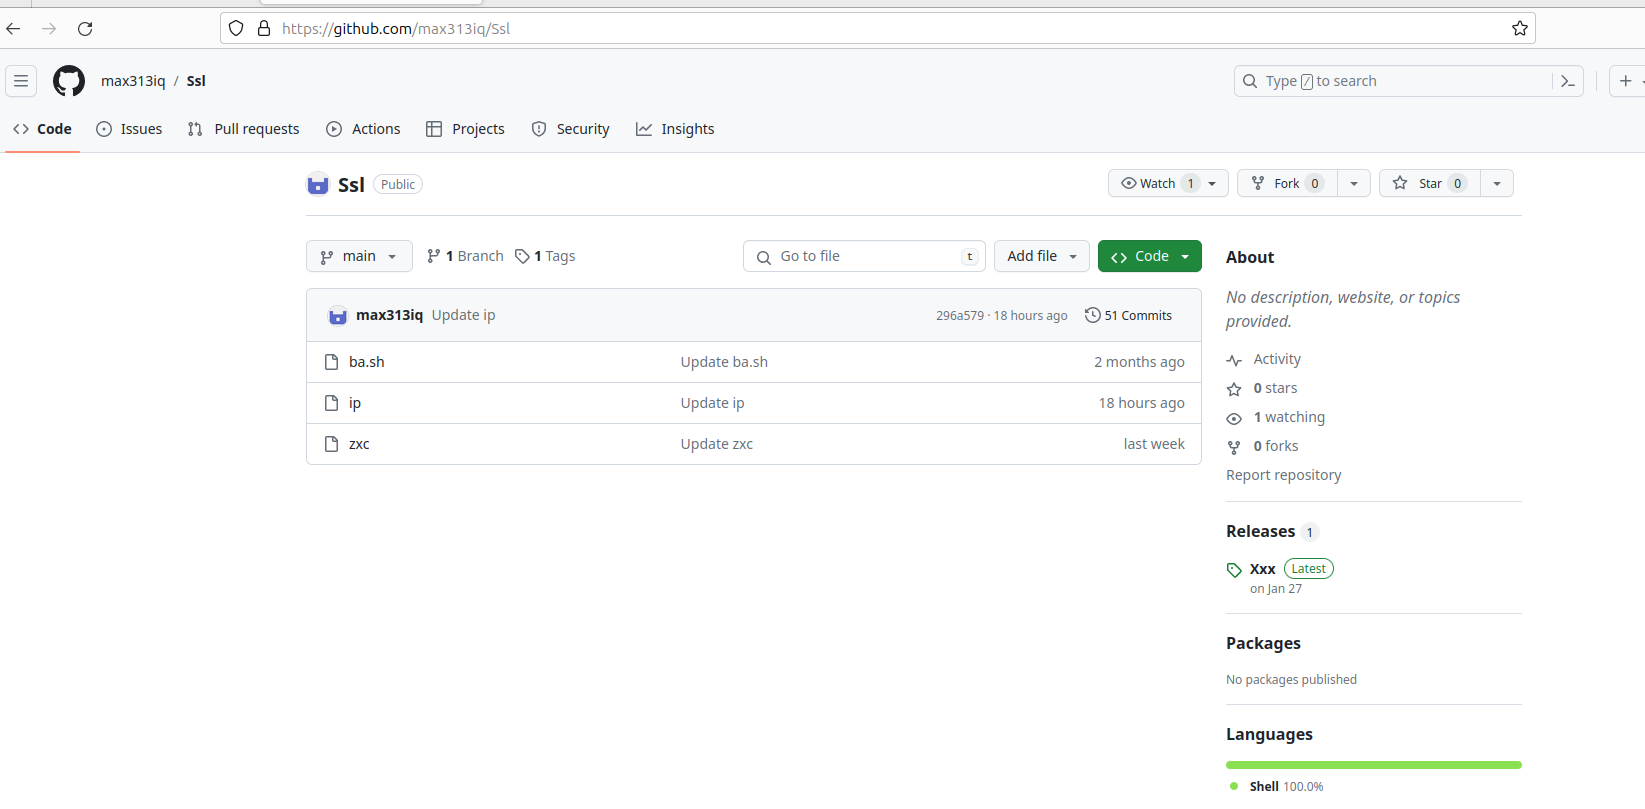 https://github.com/max313iq/Ssl
max313iq / Ssl
Type / to search
Code Issues Pull requests Actions Projects Security Insights
Ssl Public
Watch 1 Fork 0 Star 0
main 1 Branch 1 Tags Go to file t Add file Code
max313iq Update ip 296a579 · 18 hours ago 51 Commits
ba.sh Update ba.sh 2 months ago
ip Update ip 18 hours ago
zxc Update zxc last week
About
No description, website, or topics
provided.
Activity
0 stars
1 watching
0 forks
Report repository
Releases 1
Xxx Latest
on Jan 27
Packages
No packages published
Languages
Shell 100.0%